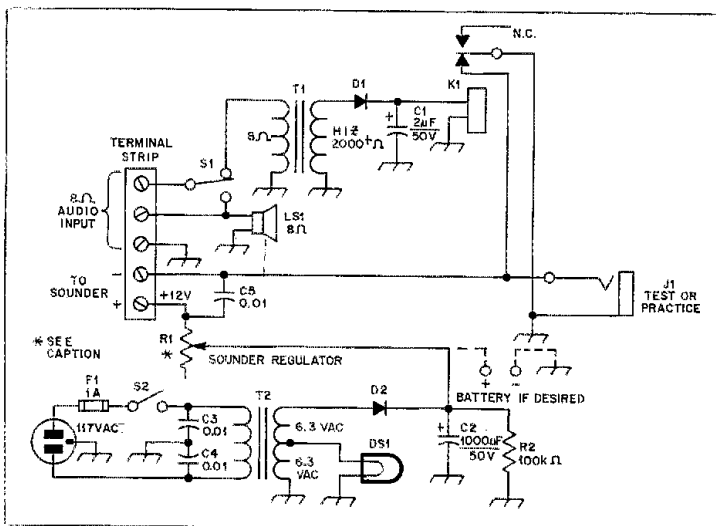 N.C.
D1
K1
T1
8Ω
HI Z
2000+Ω
+
C1
2µF
50V
TERMINAL
STRIP
S1
8Ω
AUDIO
INPUT
LS1
8Ω
TO
SOUNDER
−
+
+12V
C5
0.01
J1
TEST OR
PRACTICE
* SEE
CAPTION
R1
*
SOUNDER REGULATOR
+
−
BATTERY IF DESIRED
F1
1A
S2
T2
D2
117VAC
C3
0.01
C4
0.01
6.3 VAC
6.3
VAC
DS1
+
C2
1000µF
50V
R2
100kΩ